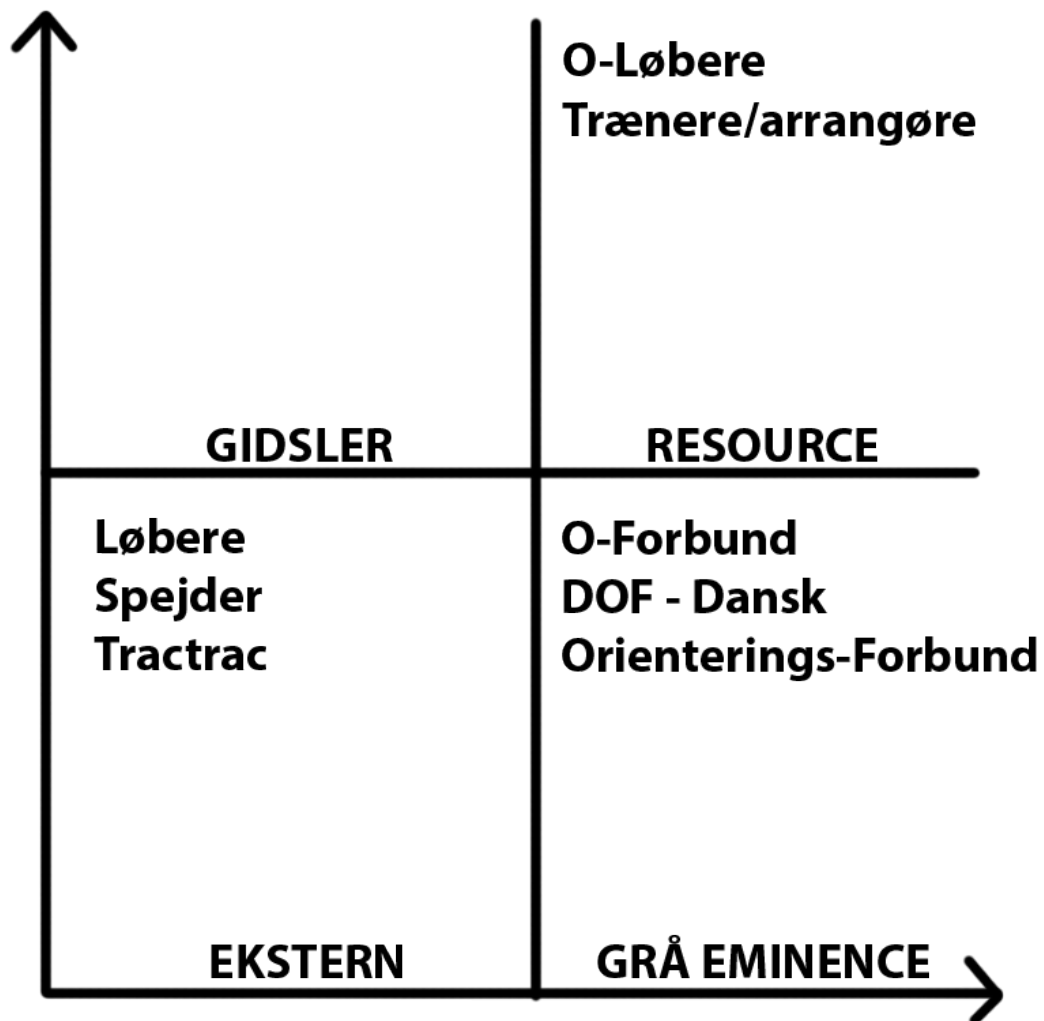 O-Løbere
Trænere/arrangøre
GIDSLER
RESOURCE
Løbere
Spejder
Tractrac
O-Forbund
DOF - Dansk
Orienterings-Forbund
EKSTERN
GRÅ EMINENCE